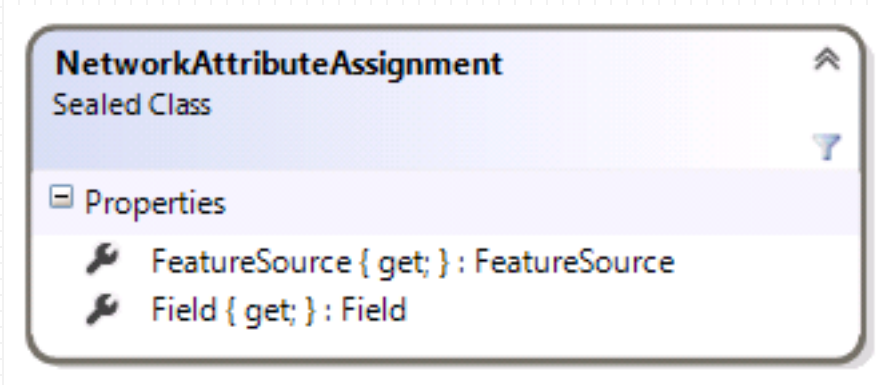 NetworkAttributeAssignment
Sealed Class
Properties
FeatureSource { get; } : FeatureSource
Field { get; } : Field